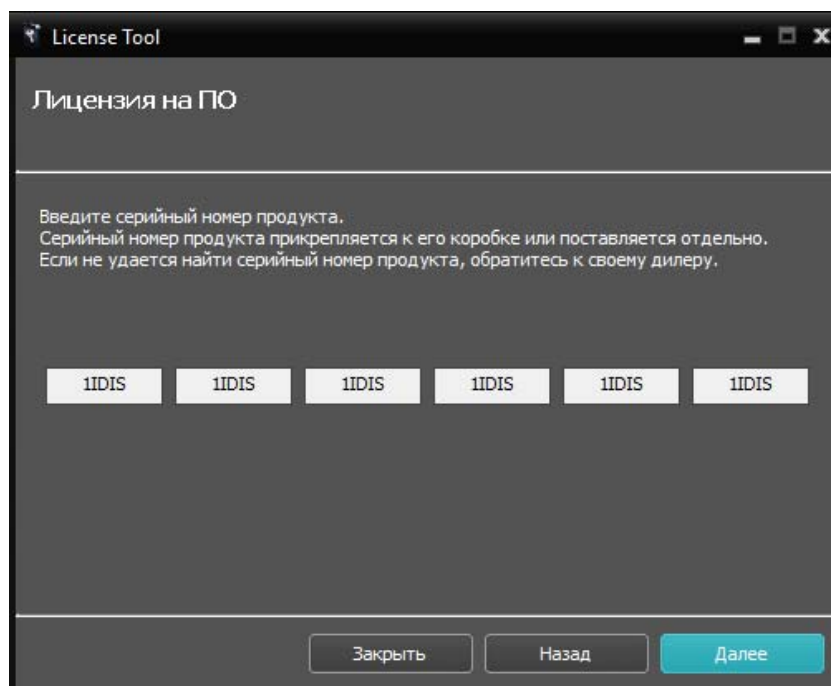 License Tool
Лицензия на ПО
Введите серийный номер продукта.
Серийный номер продукта прикрепляется к его коробке или поставляется отдельно.
Если не удается найти серийный номер продукта, обратитесь к своему дилеру.
1IDIS 1IDIS 1IDIS 1IDIS 1IDIS 1IDIS
Закрыть Назад Далее